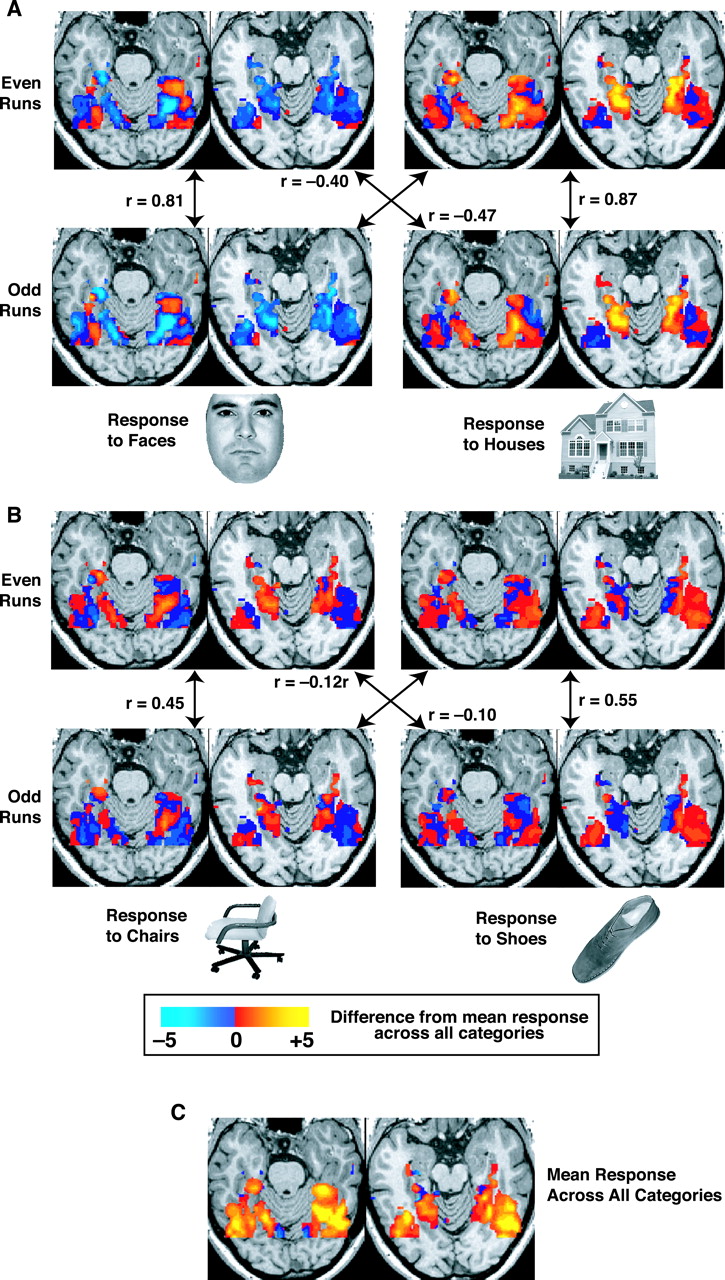 A
Even
Runs
r = 0.81
r = –0.40
r = –0.47
r = 0.87
Odd
Runs
Response
to Faces
Response
to Houses
B
Even
Runs
r = 0.45
r = –0.12r
r = –0.10
r = 0.55
Odd
Runs
Response
to Chairs
Response
to Shoes
Difference from mean response
across all categories
–5 0 +5
C
Mean Response
Across All Categories